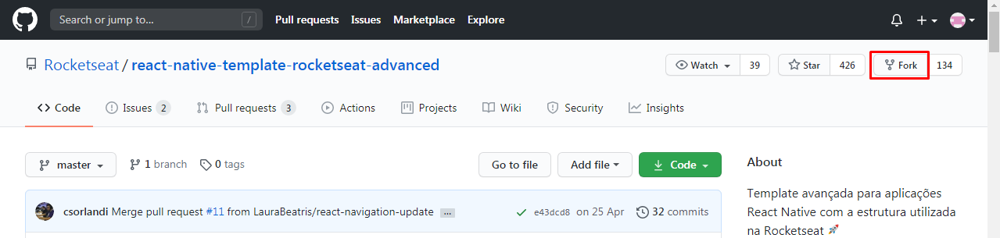 Search or jump to... / Pull requests Issues Marketplace Explore
Rocketseat / react-native-template-rocketseat-advanced Watch 39 Star 426 Fork 134
Code Issues 2 Pull requests 3 Actions Projects Wiki Security Insights
master 1 branch 0 tags Go to file Add file Code
About
csorlandi Merge pull request #11 from LauraBeatris/react-navigation-update ... e43dcd8 on 25 Apr 32 commits
Template avançada para aplicações
React Native com a estrutura utilizada
na Rocketseat 🚀